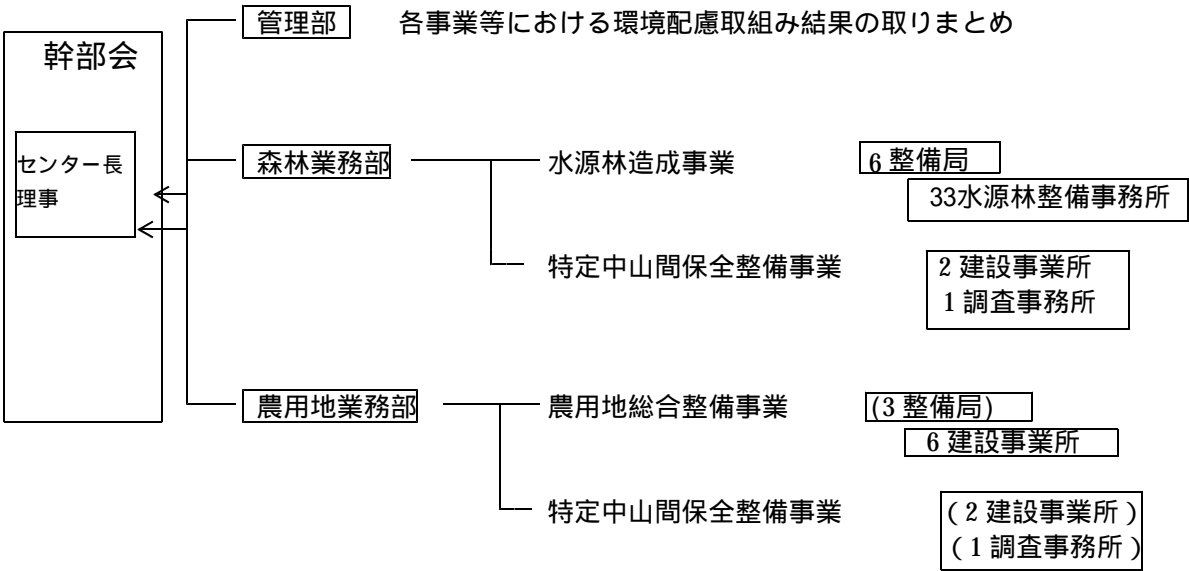 管理部 各事業等における環境配慮取組み結果の取りまとめ
幹部会
センター長
理事
森林業務部 水源林造成事業 6 整備局
33水源林整備事務所
特定中山間保全整備事業 2 建設事業所
1 調査事務所
農用地業務部 農用地総合整備事業 (3 整備局)
6 建設事業所
特定中山間保全整備事業 ( 2 建設事業所 )
( 1 調査事務所 )